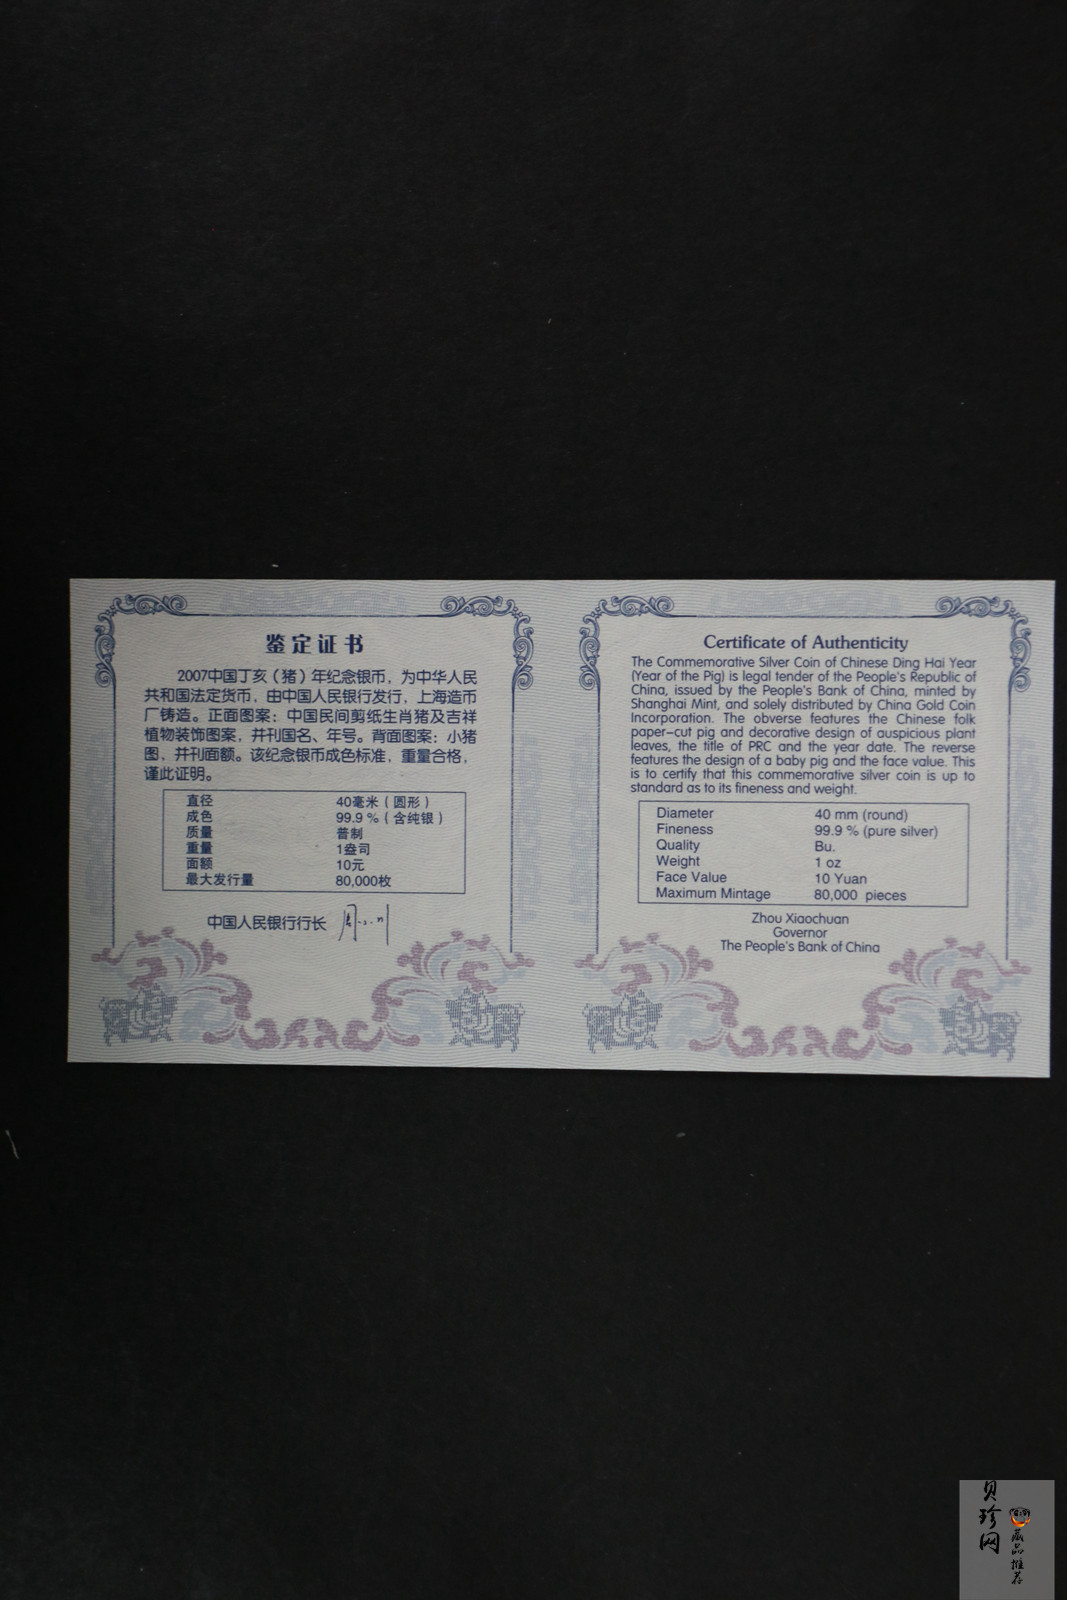 鉴定证书
2007中国丁亥（猪）年纪念银币，为中华人民
共和国法定货币，由中国人民银行发行，上海造币
厂铸造。正面图案：中国民间剪纸生肖猪及吉祥
植物装饰图案，并刊国名、年号。背面图案：小猪
图，并刊面额。该纪念银币成色标准，重量合格，
谨此证明。
直径 40毫米（圆形）
成色 99.9％（含纯银）
质量 普制
重量 1盎司
面额 10元
最大发行量 80,000枚
中国人民银行行长
Certificate of Authenticity
The Commemorative Silver Coin of Chinese Ding Hai Year
(Year of the Pig) is legal tender of the People's Republic of
China, issued by the People's Bank of China, minted by
Shanghai Mint, and solely distributed by China Gold Coin
Incorporation. The obverse features the Chinese folk
paper-cut pig and decorative design of auspicious plant
leaves, the title of PRC and the year date. The reverse
features the design of a baby pig and the face value. This
is to certify that this commemorative silver coin is up to
standard as to its fineness and weight.
Diameter 40 mm (round)
Fineness 99.9 % (pure silver)
Quality Bu.
Weight 1 oz
Face Value 10 Yuan
Maximum Mintage 80,000 pieces
Zhou Xiaochuan
Governor
The People's Bank of China
贝珍网
藏品推荐